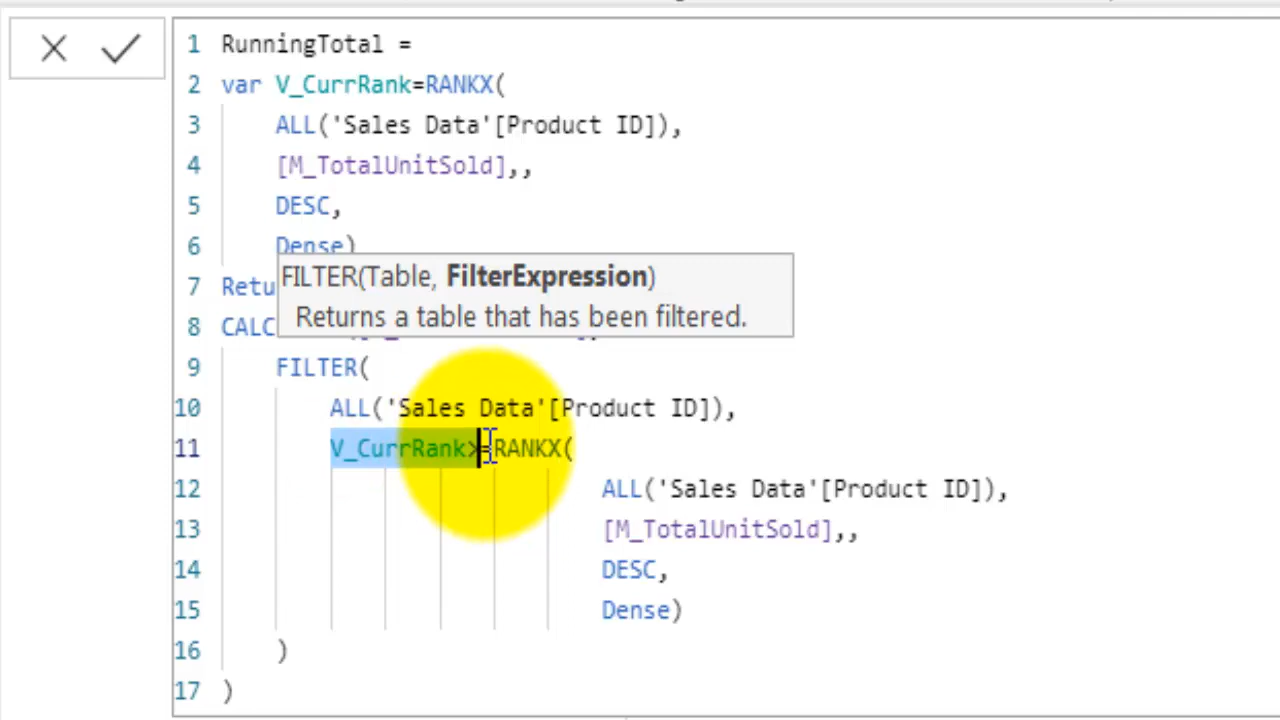 1 RunningTotal =
2 var V_CurrRank=RANKX(
3 ALL('Sales Data'[Product ID]),
4 [M_TotalUnitSold],,
5 DESC,
6 Dense)
FILTER(Table, FilterExpression)
7 Retu
Returns a table that has been filtered.
8 CALC
9 FILTER(
10 ALL('Sales Data'[Product ID]),
11 V_CurrRank>=RANKX(
12 ALL('Sales Data'[Product ID]),
13 [M_TotalUnitSold],,
14 DESC,
15 Dense)
16 )
17 )